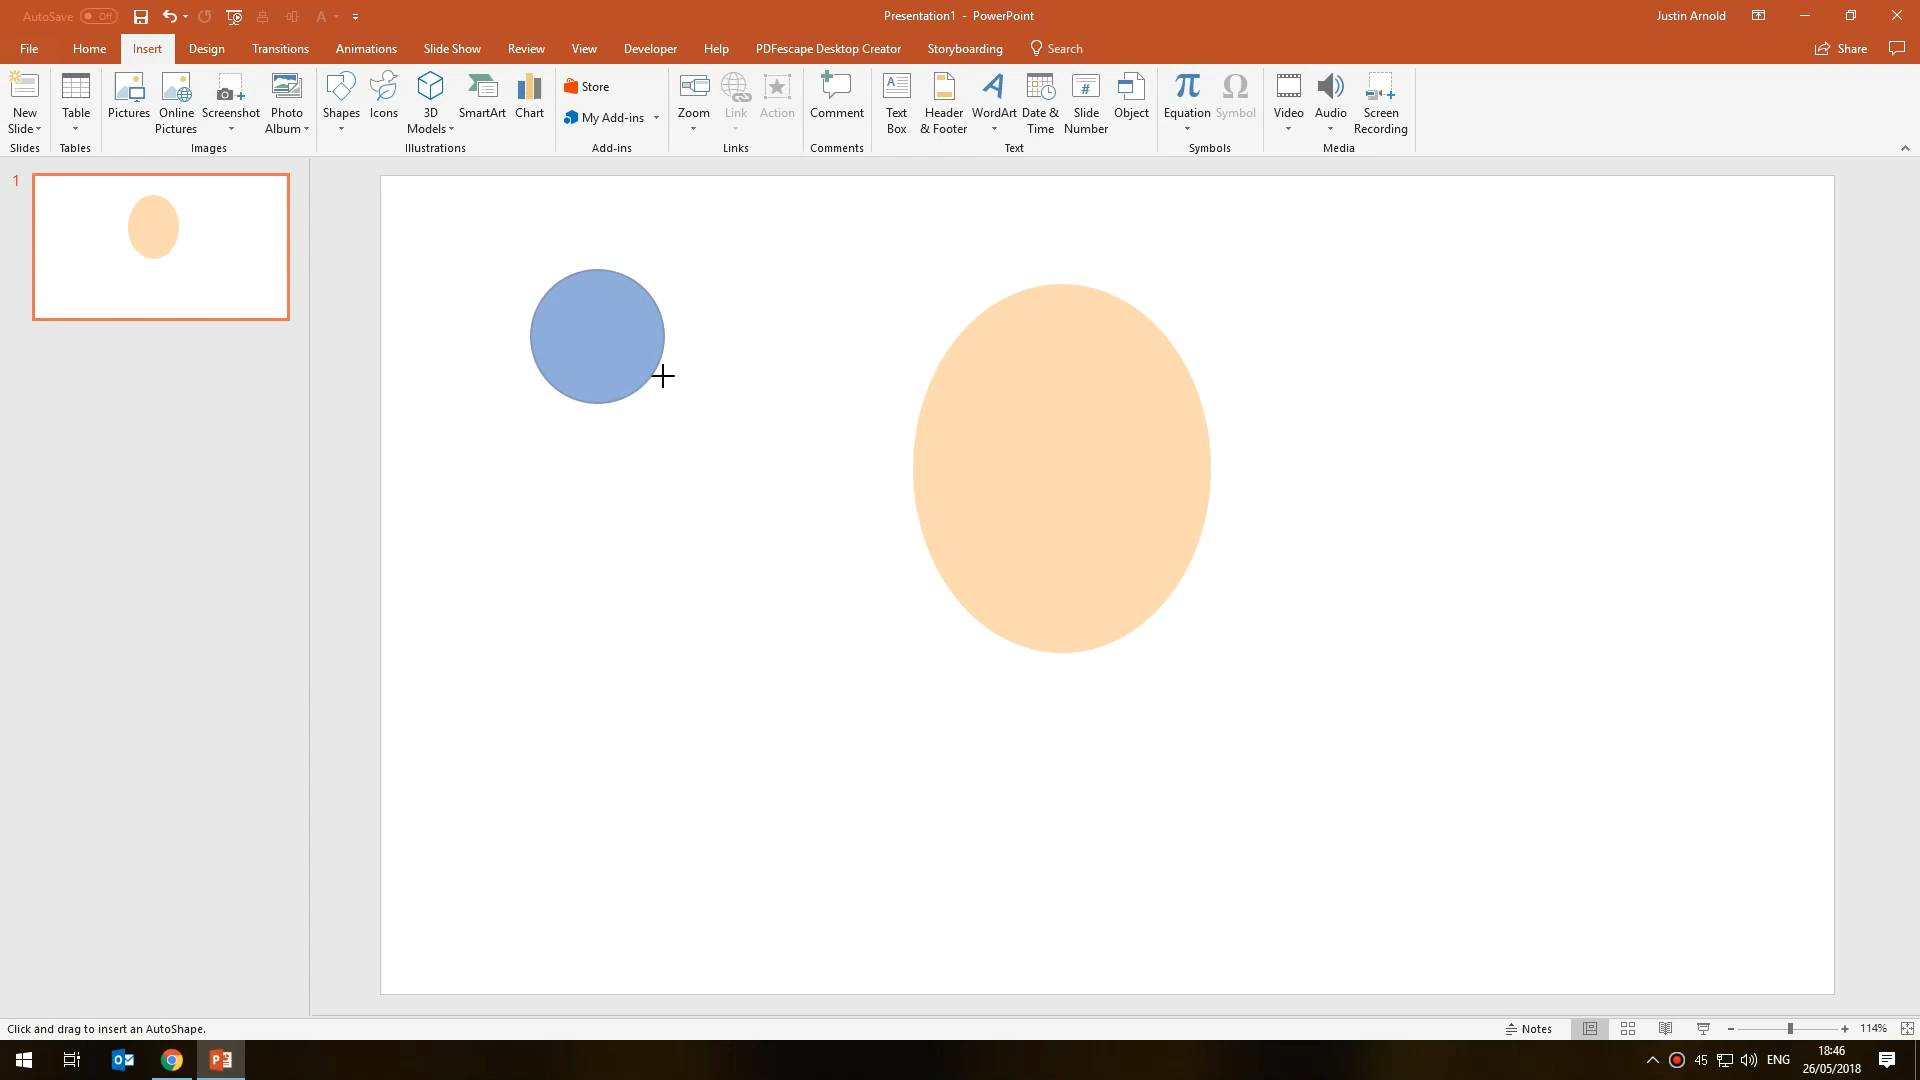 AutoSave Off
Presentation1 - PowerPoint
Justin Arnold
File Home Insert Design Transitions Animations Slide Show Review View Developer Help PDFescape Desktop Creator Storyboarding Search Share
New Slide
Table
Pictures
Online Pictures
Screenshot
Photo Album
Shapes
Icons
3D Models
SmartArt
Chart
Store
My Add-ins
Zoom
Link
Action
Comment
Text Box
Header & Footer
WordArt
Date & Time
Slide Number
Object
Equation
Symbol
Video
Audio
Screen Recording
Slides Tables Images Illustrations Add-ins Links Comments Text Symbols Media
1
Click and drag to insert an AutoShape.
Notes
114%
45
ENG
18:46
26/05/2018